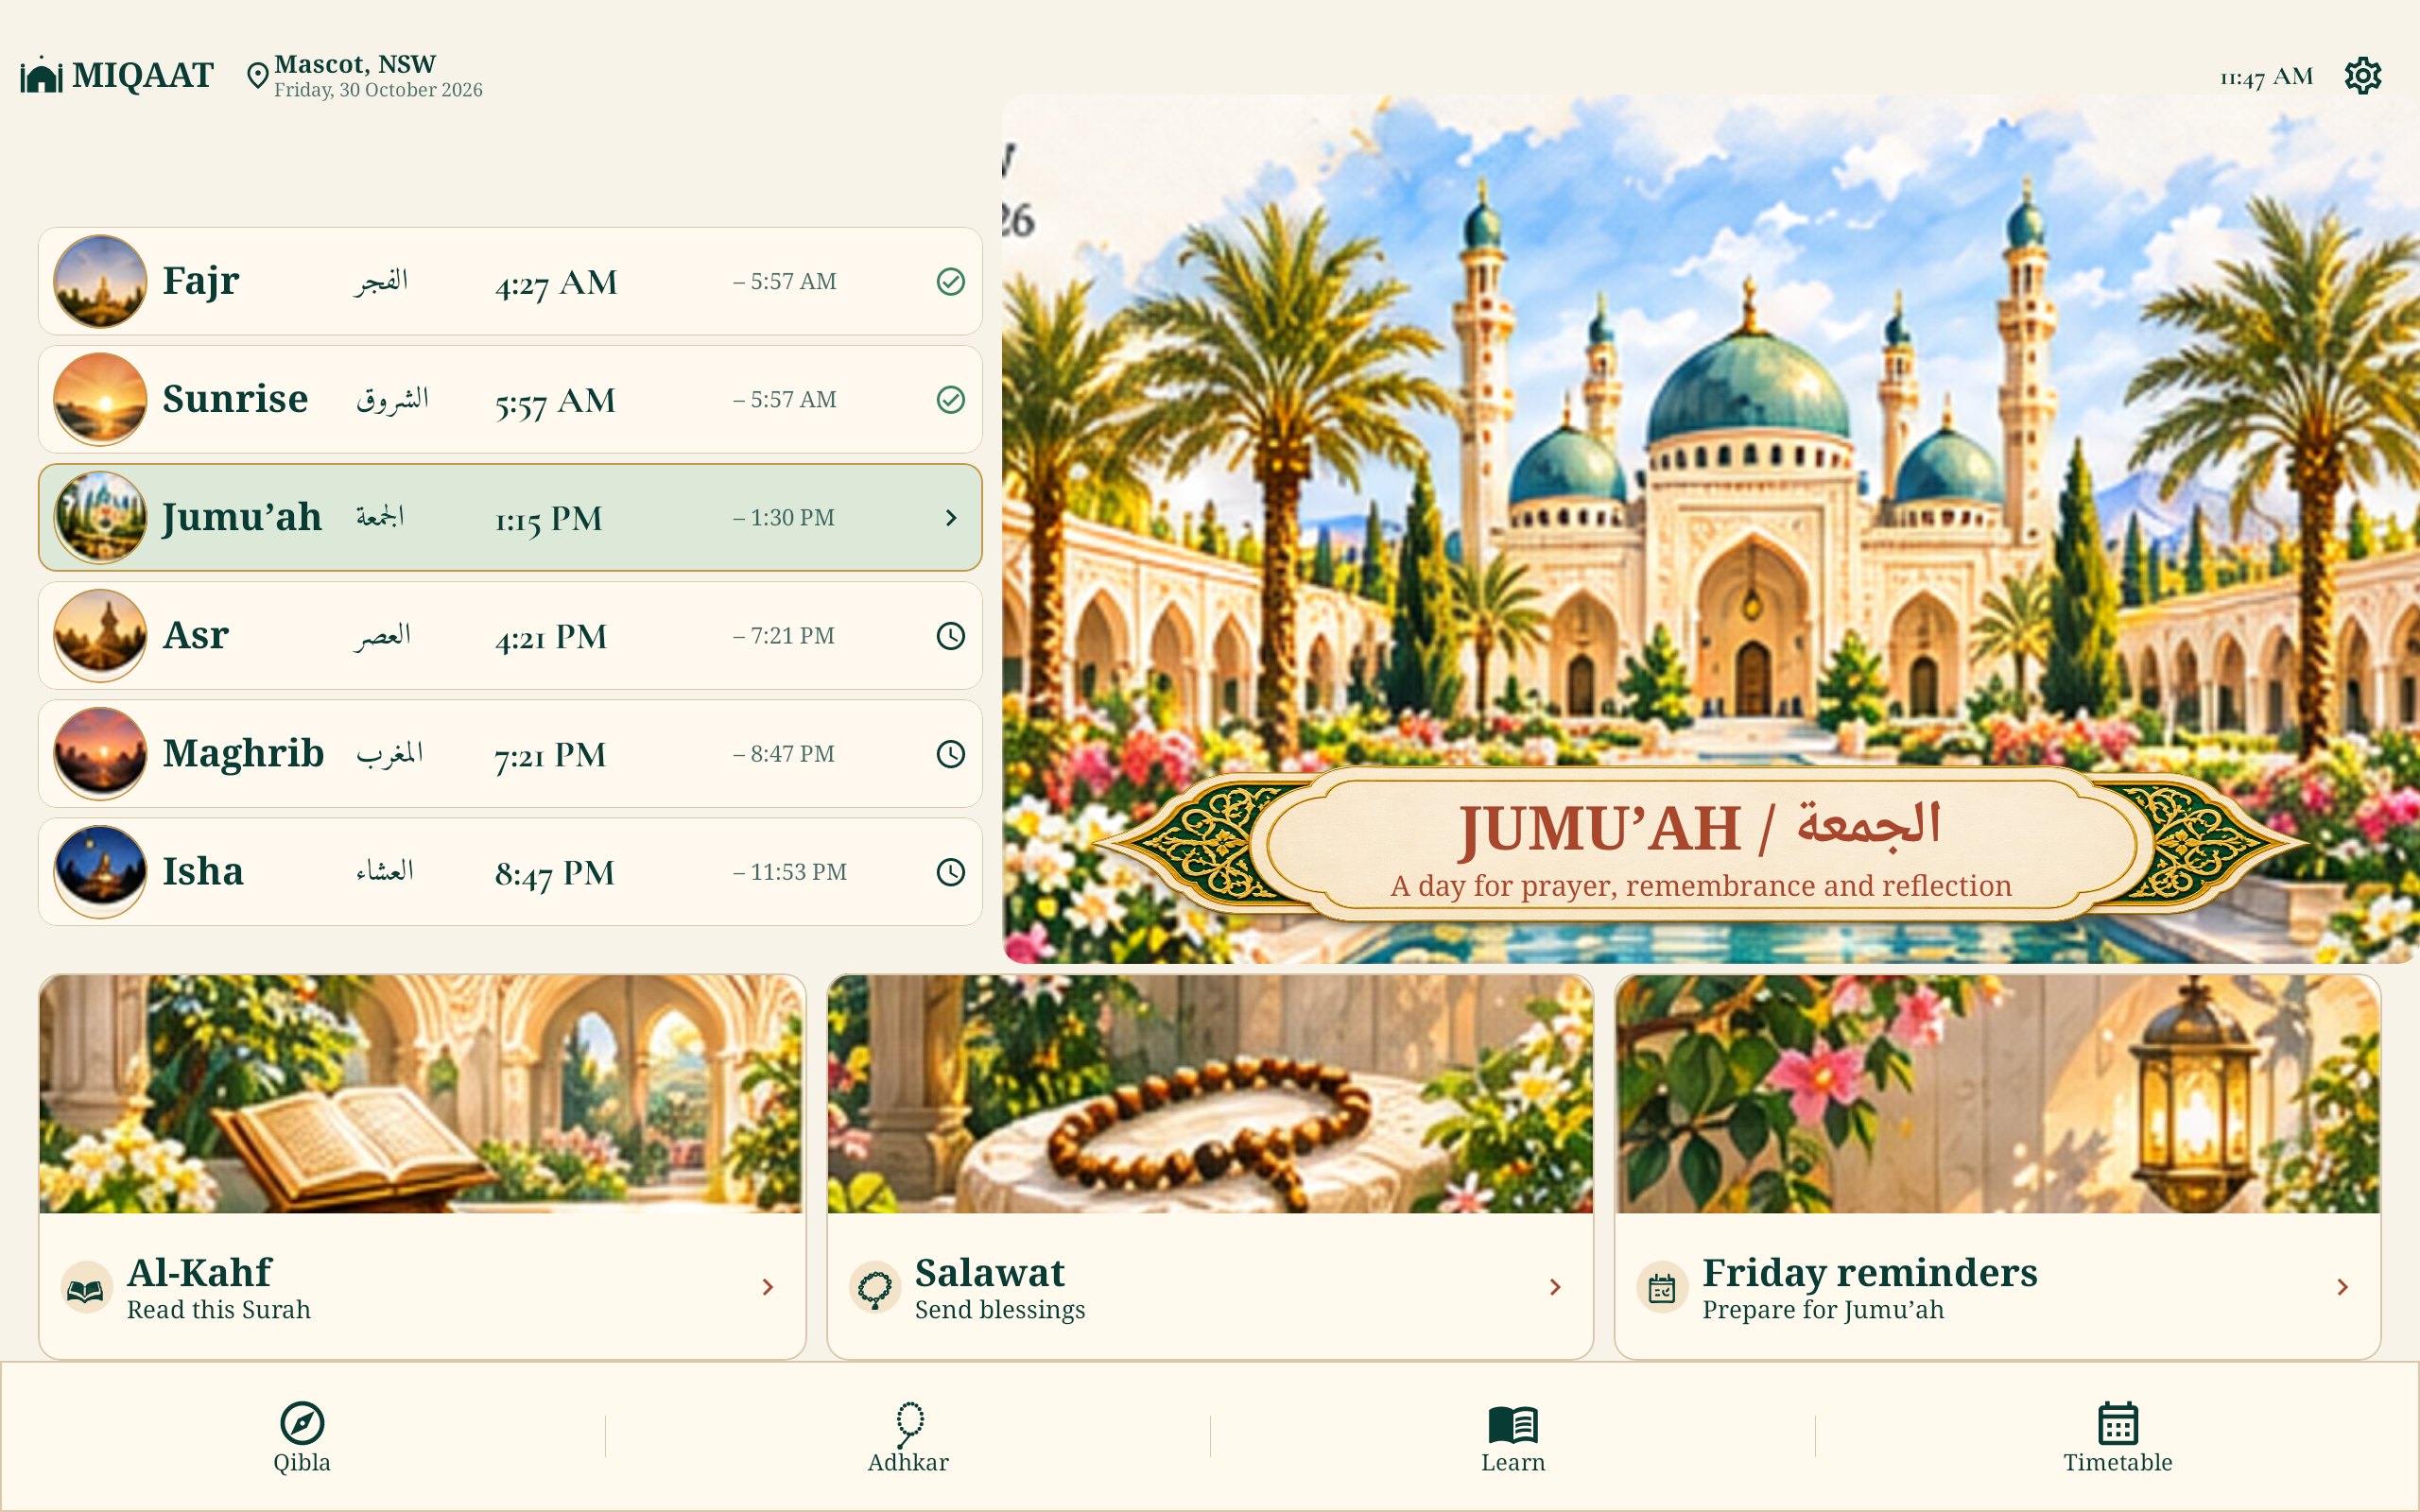 MIQAAT
Mascot, NSW
Friday, 30 October 2026
11:47 AM
26
Fajr الفجر 4:27 AM – 5:57 AM
Sunrise الشروق 5:57 AM – 5:57 AM
Jumu’ah الجمعة 1:15 PM – 1:30 PM
Asr العصر 4:21 PM – 7:21 PM
Maghrib المغرب 7:21 PM – 8:47 PM
Isha العشاء 8:47 PM – 11:53 PM
JUMU’AH / الجمعة
A day for prayer, remembrance and reflection
Al-Kahf
Read this Surah
Salawat
Send blessings
Friday reminders
Prepare for Jumu’ah
Qibla
Adhkar
Learn
Timetable